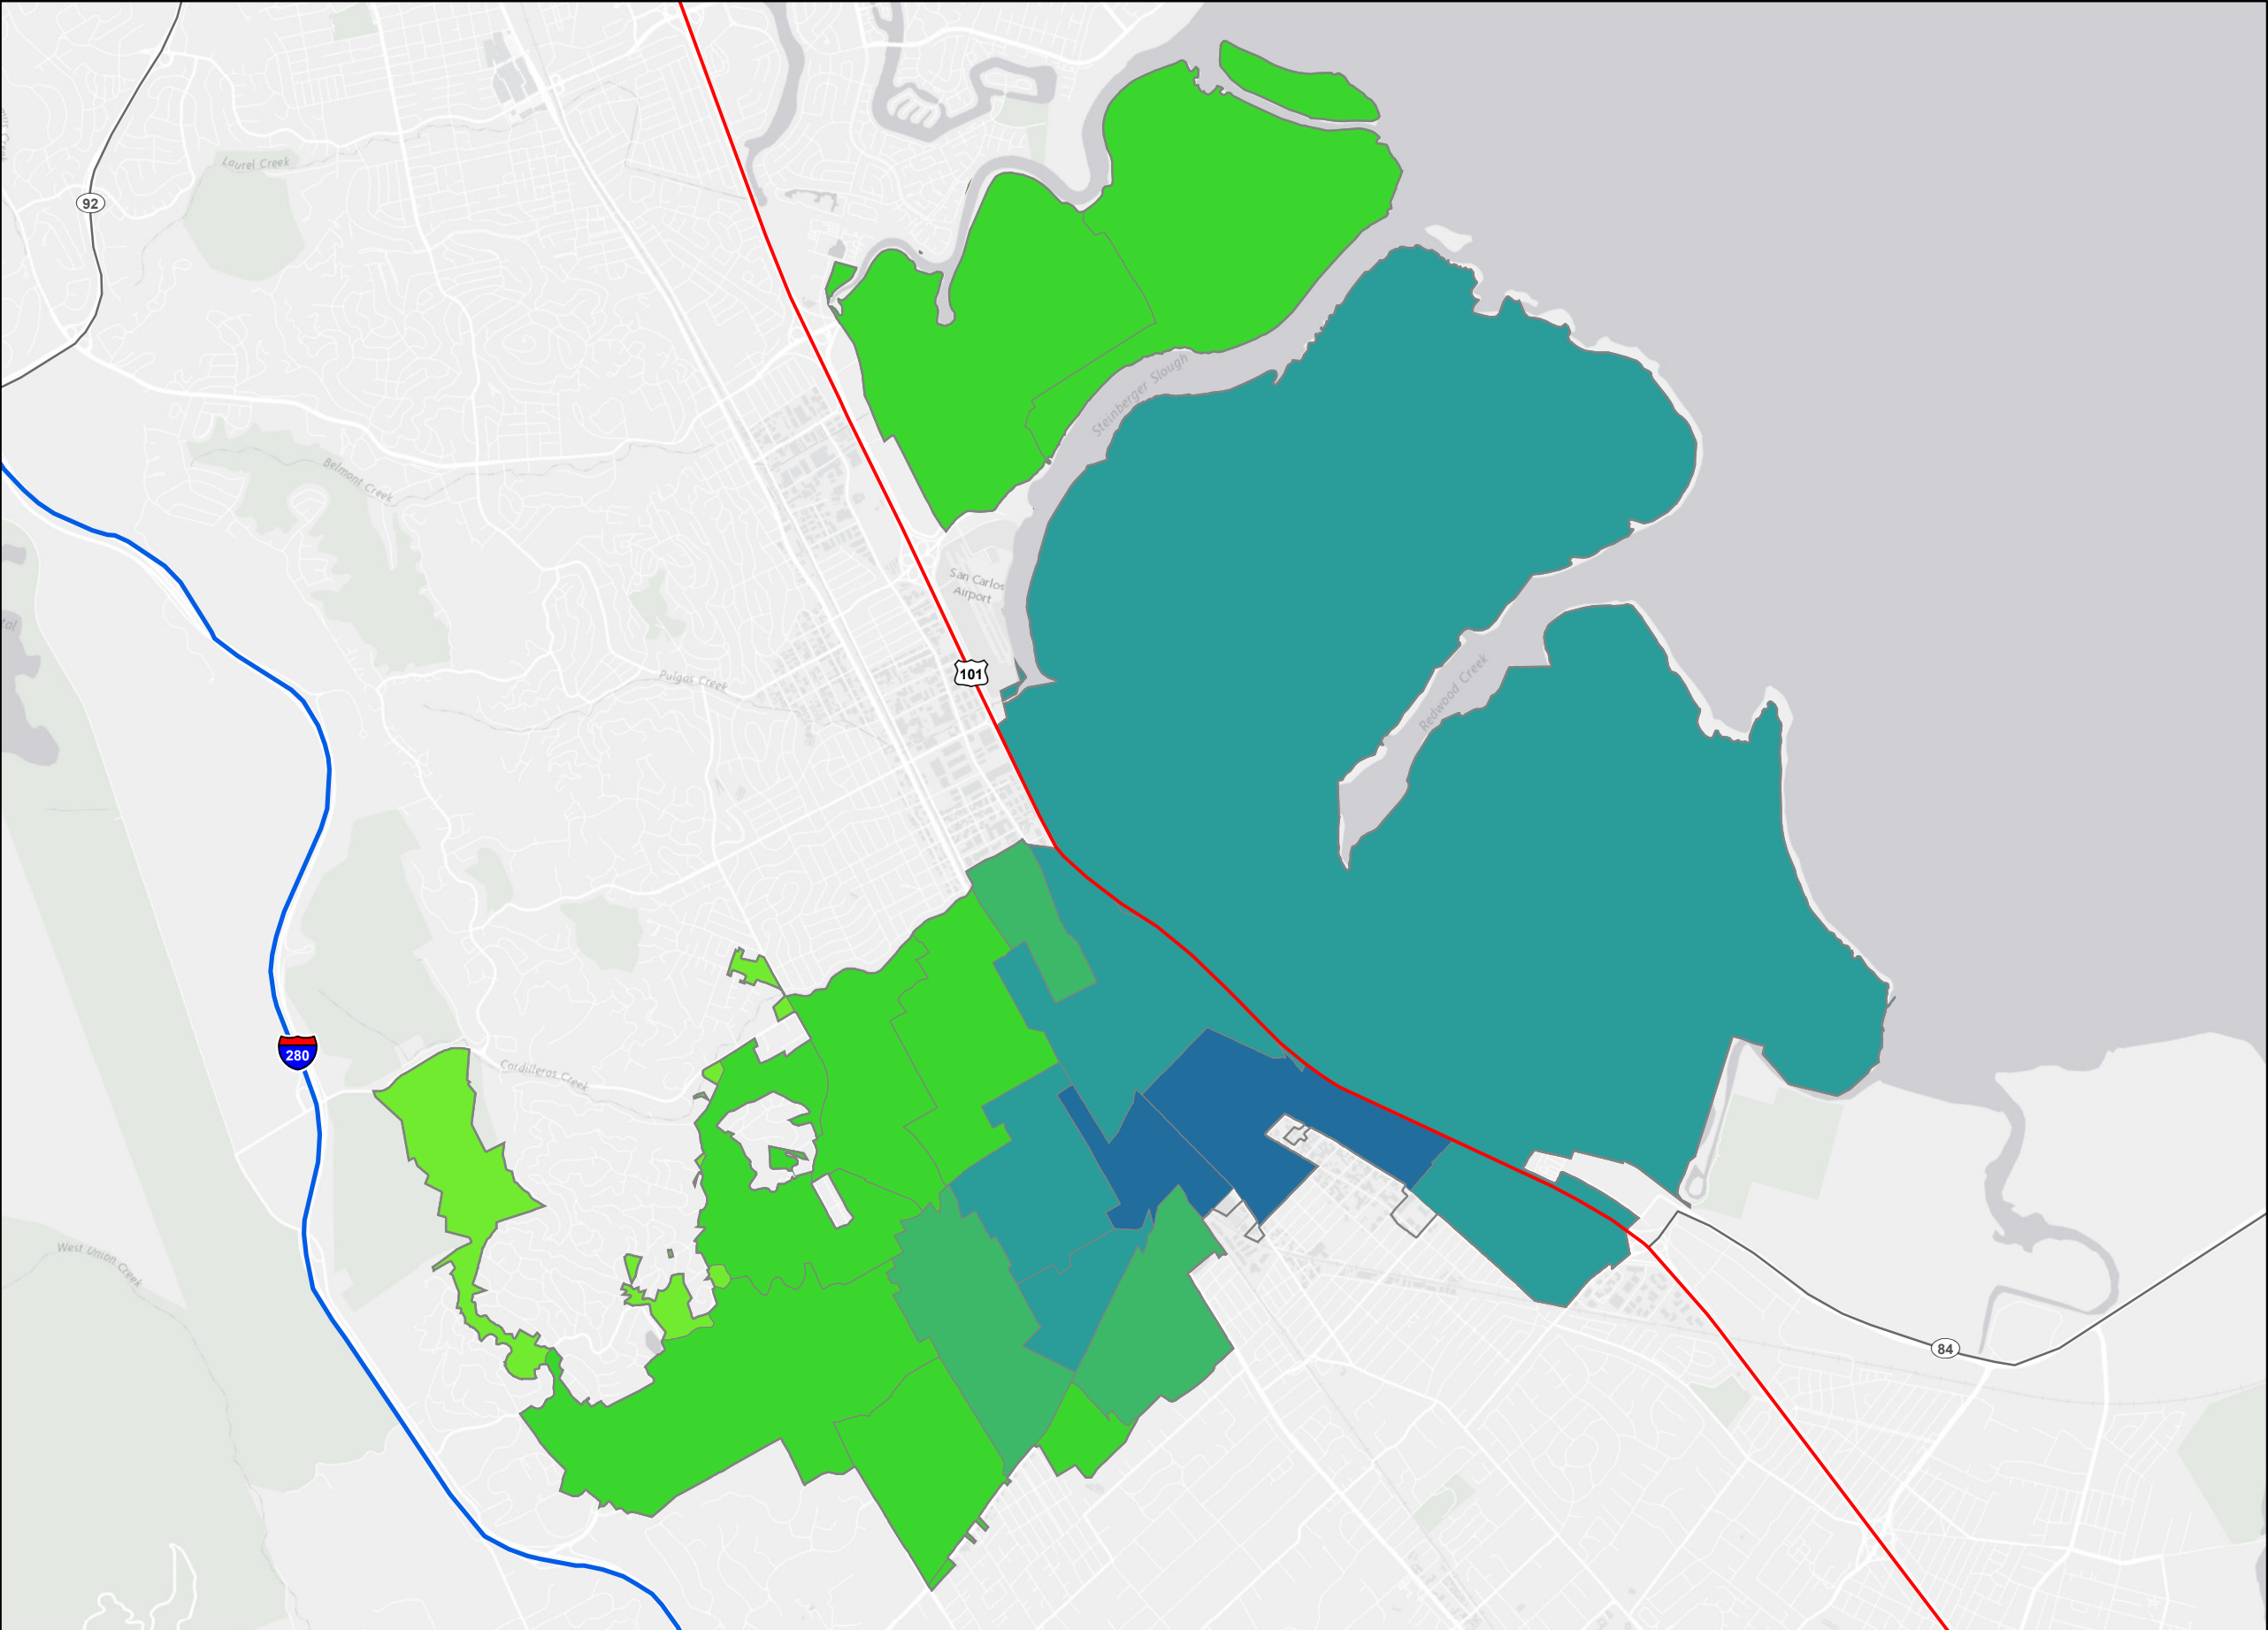 Laurel Creek
92
Steinberger Slough
Belmont Creek
San Carlos
Airport
tal
101
Pulgas Creek
Redwood Creek
280
Cordilleras Creek
West Union Creek
84